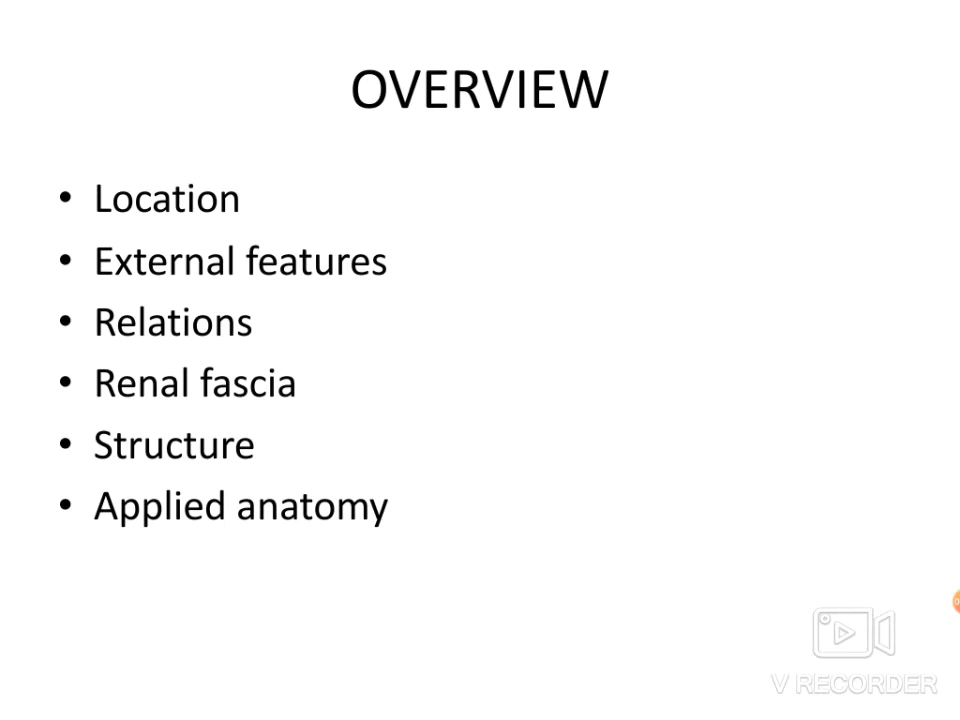 OVERVIEW
• Location
• External features
• Relations
• Renal fascia
• Structure
• Applied anatomy
V RECORDER